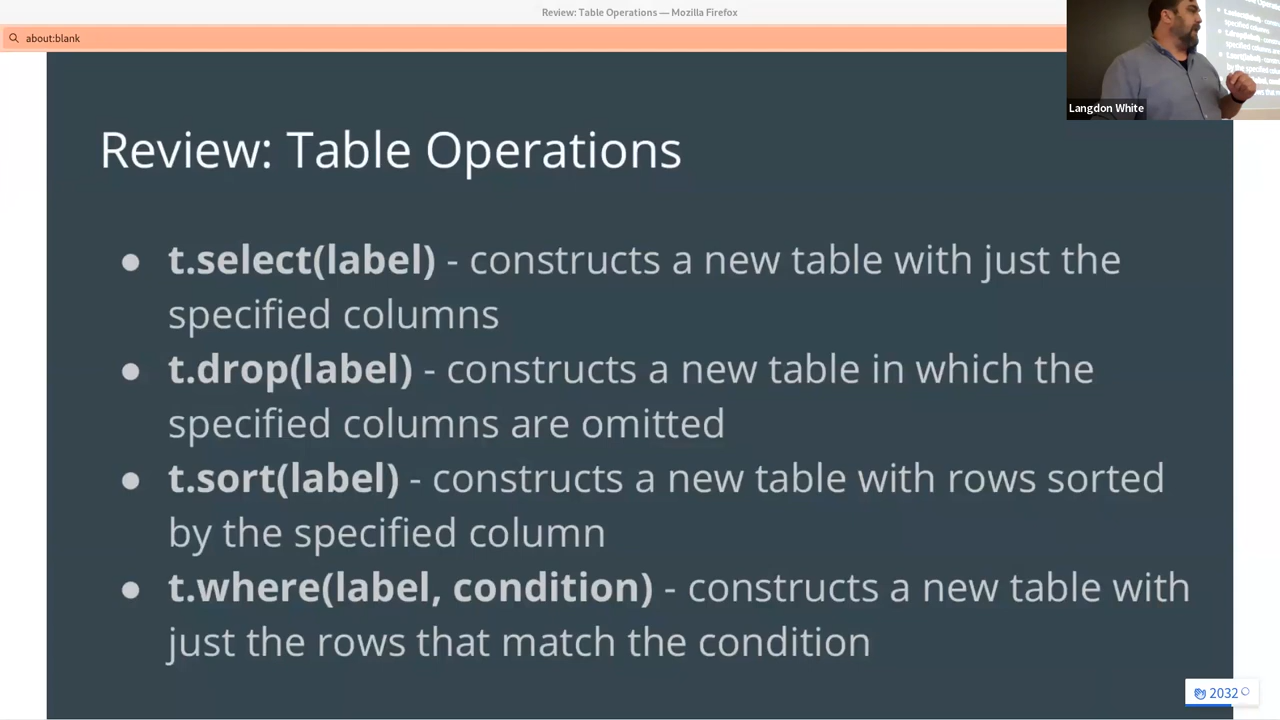 Review: Table Operations — Mozilla Firefox
about:blank
Langdon White
Review: Table Operations
● t.select(label) - constructs a new table with just the
specified columns
● t.drop(label) - constructs a new table in which the
specified columns are omitted
● t.sort(label) - constructs a new table with rows sorted
by the specified column
● t.where(label, condition) - constructs a new table with
just the rows that match the condition
2032